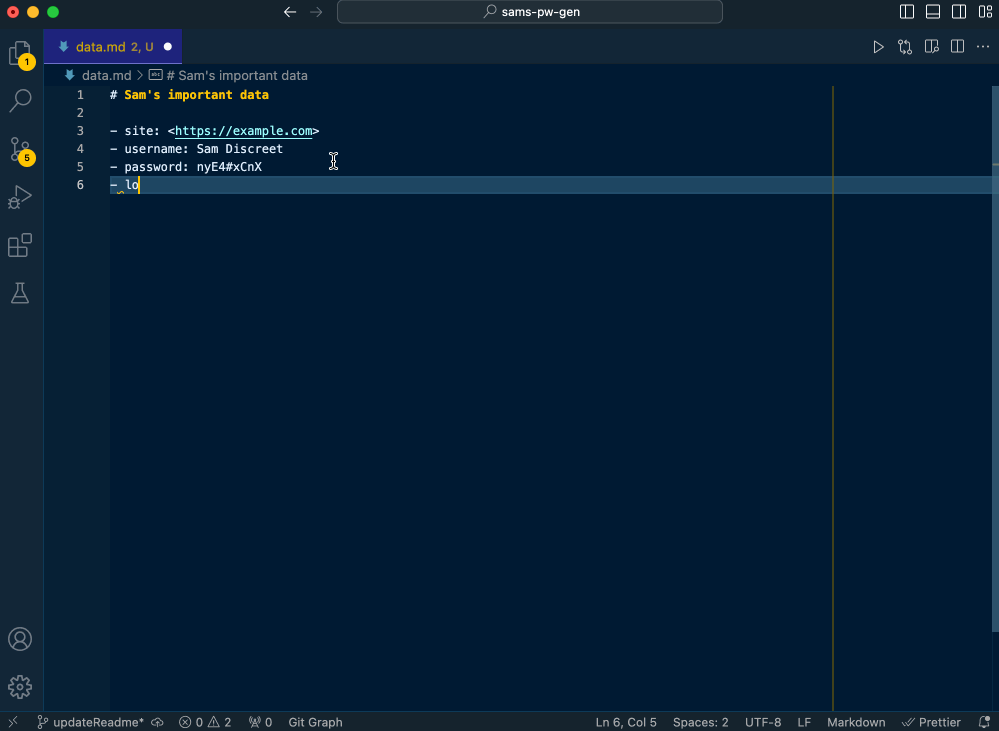 sams-pw-gen
data.md 2, U
data.md > # Sam's important data
1
5
1 # Sam's important data
2
3 - site: <https://example.com>
4 - username: Sam Discreet
5 - password: nyE4#xCnX
6 - lo
updateReadme* 0 2 0 Git Graph Ln 6, Col 5 Spaces: 2 UTF-8 LF Markdown Prettier